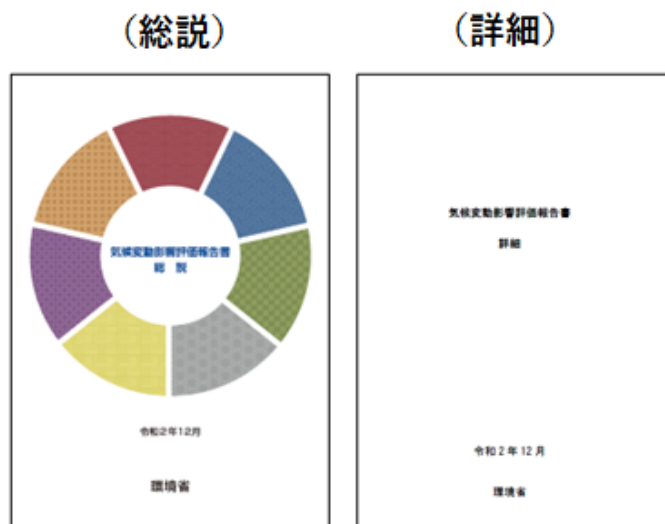 （総説）
気候変動影響評価報告書
総 説
令和2年12月
環境省
（詳細）
気候変動影響評価報告書
詳細
令和２年12月
環境省